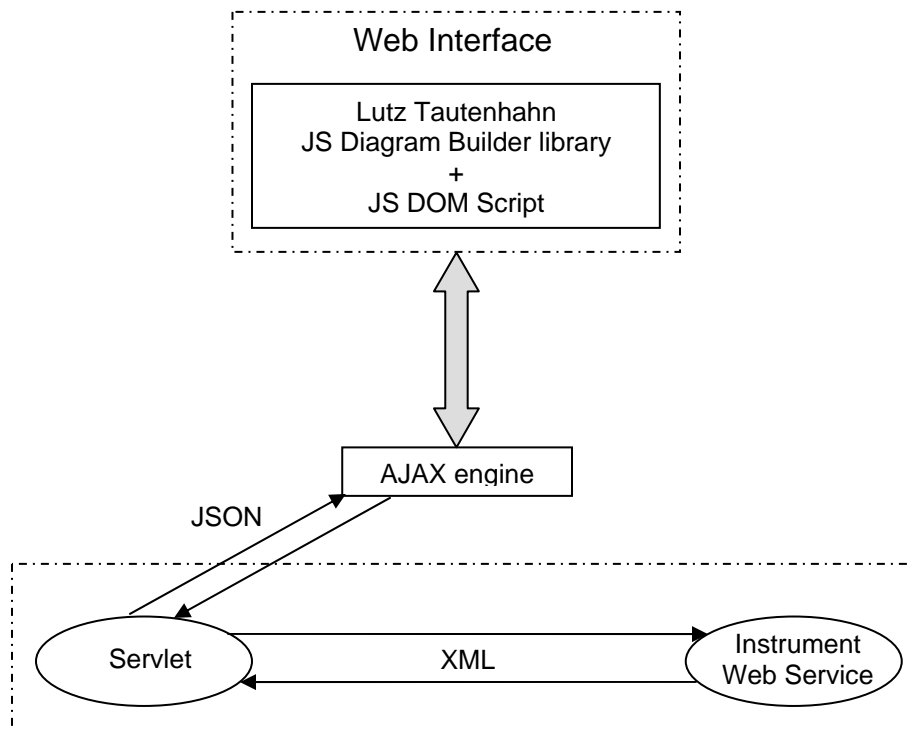 Web Interface
Lutz Tautenhahn
JS Diagram Builder library
+
JS DOM Script
AJAX engine
JSON
Servlet
XML
Instrument
Web Service